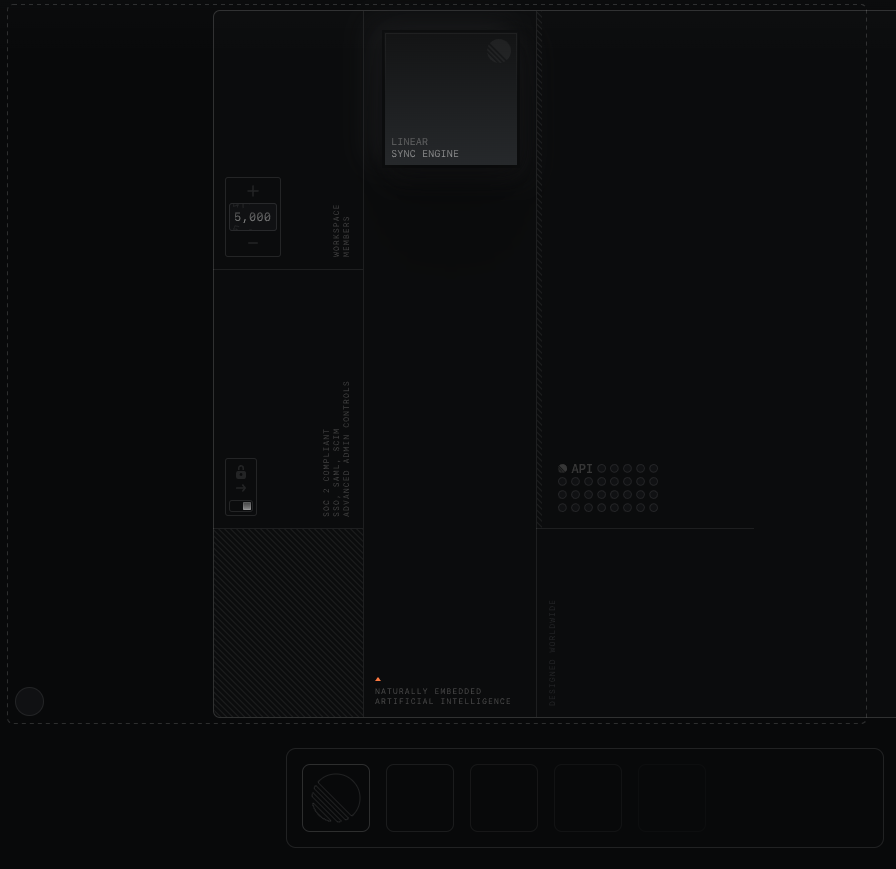 LINEAR
SYNC ENGINE
5,000
WORKSPACE
MEMBERS
SOC 2 COMPLIANT
SSO, SAML, SCIM
ADVANCED ADMIN CONTROLS
API
DESIGNED WORLDWIDE
NATURALLY EMBEDDED
ARTIFICIAL INTELLIGENCE